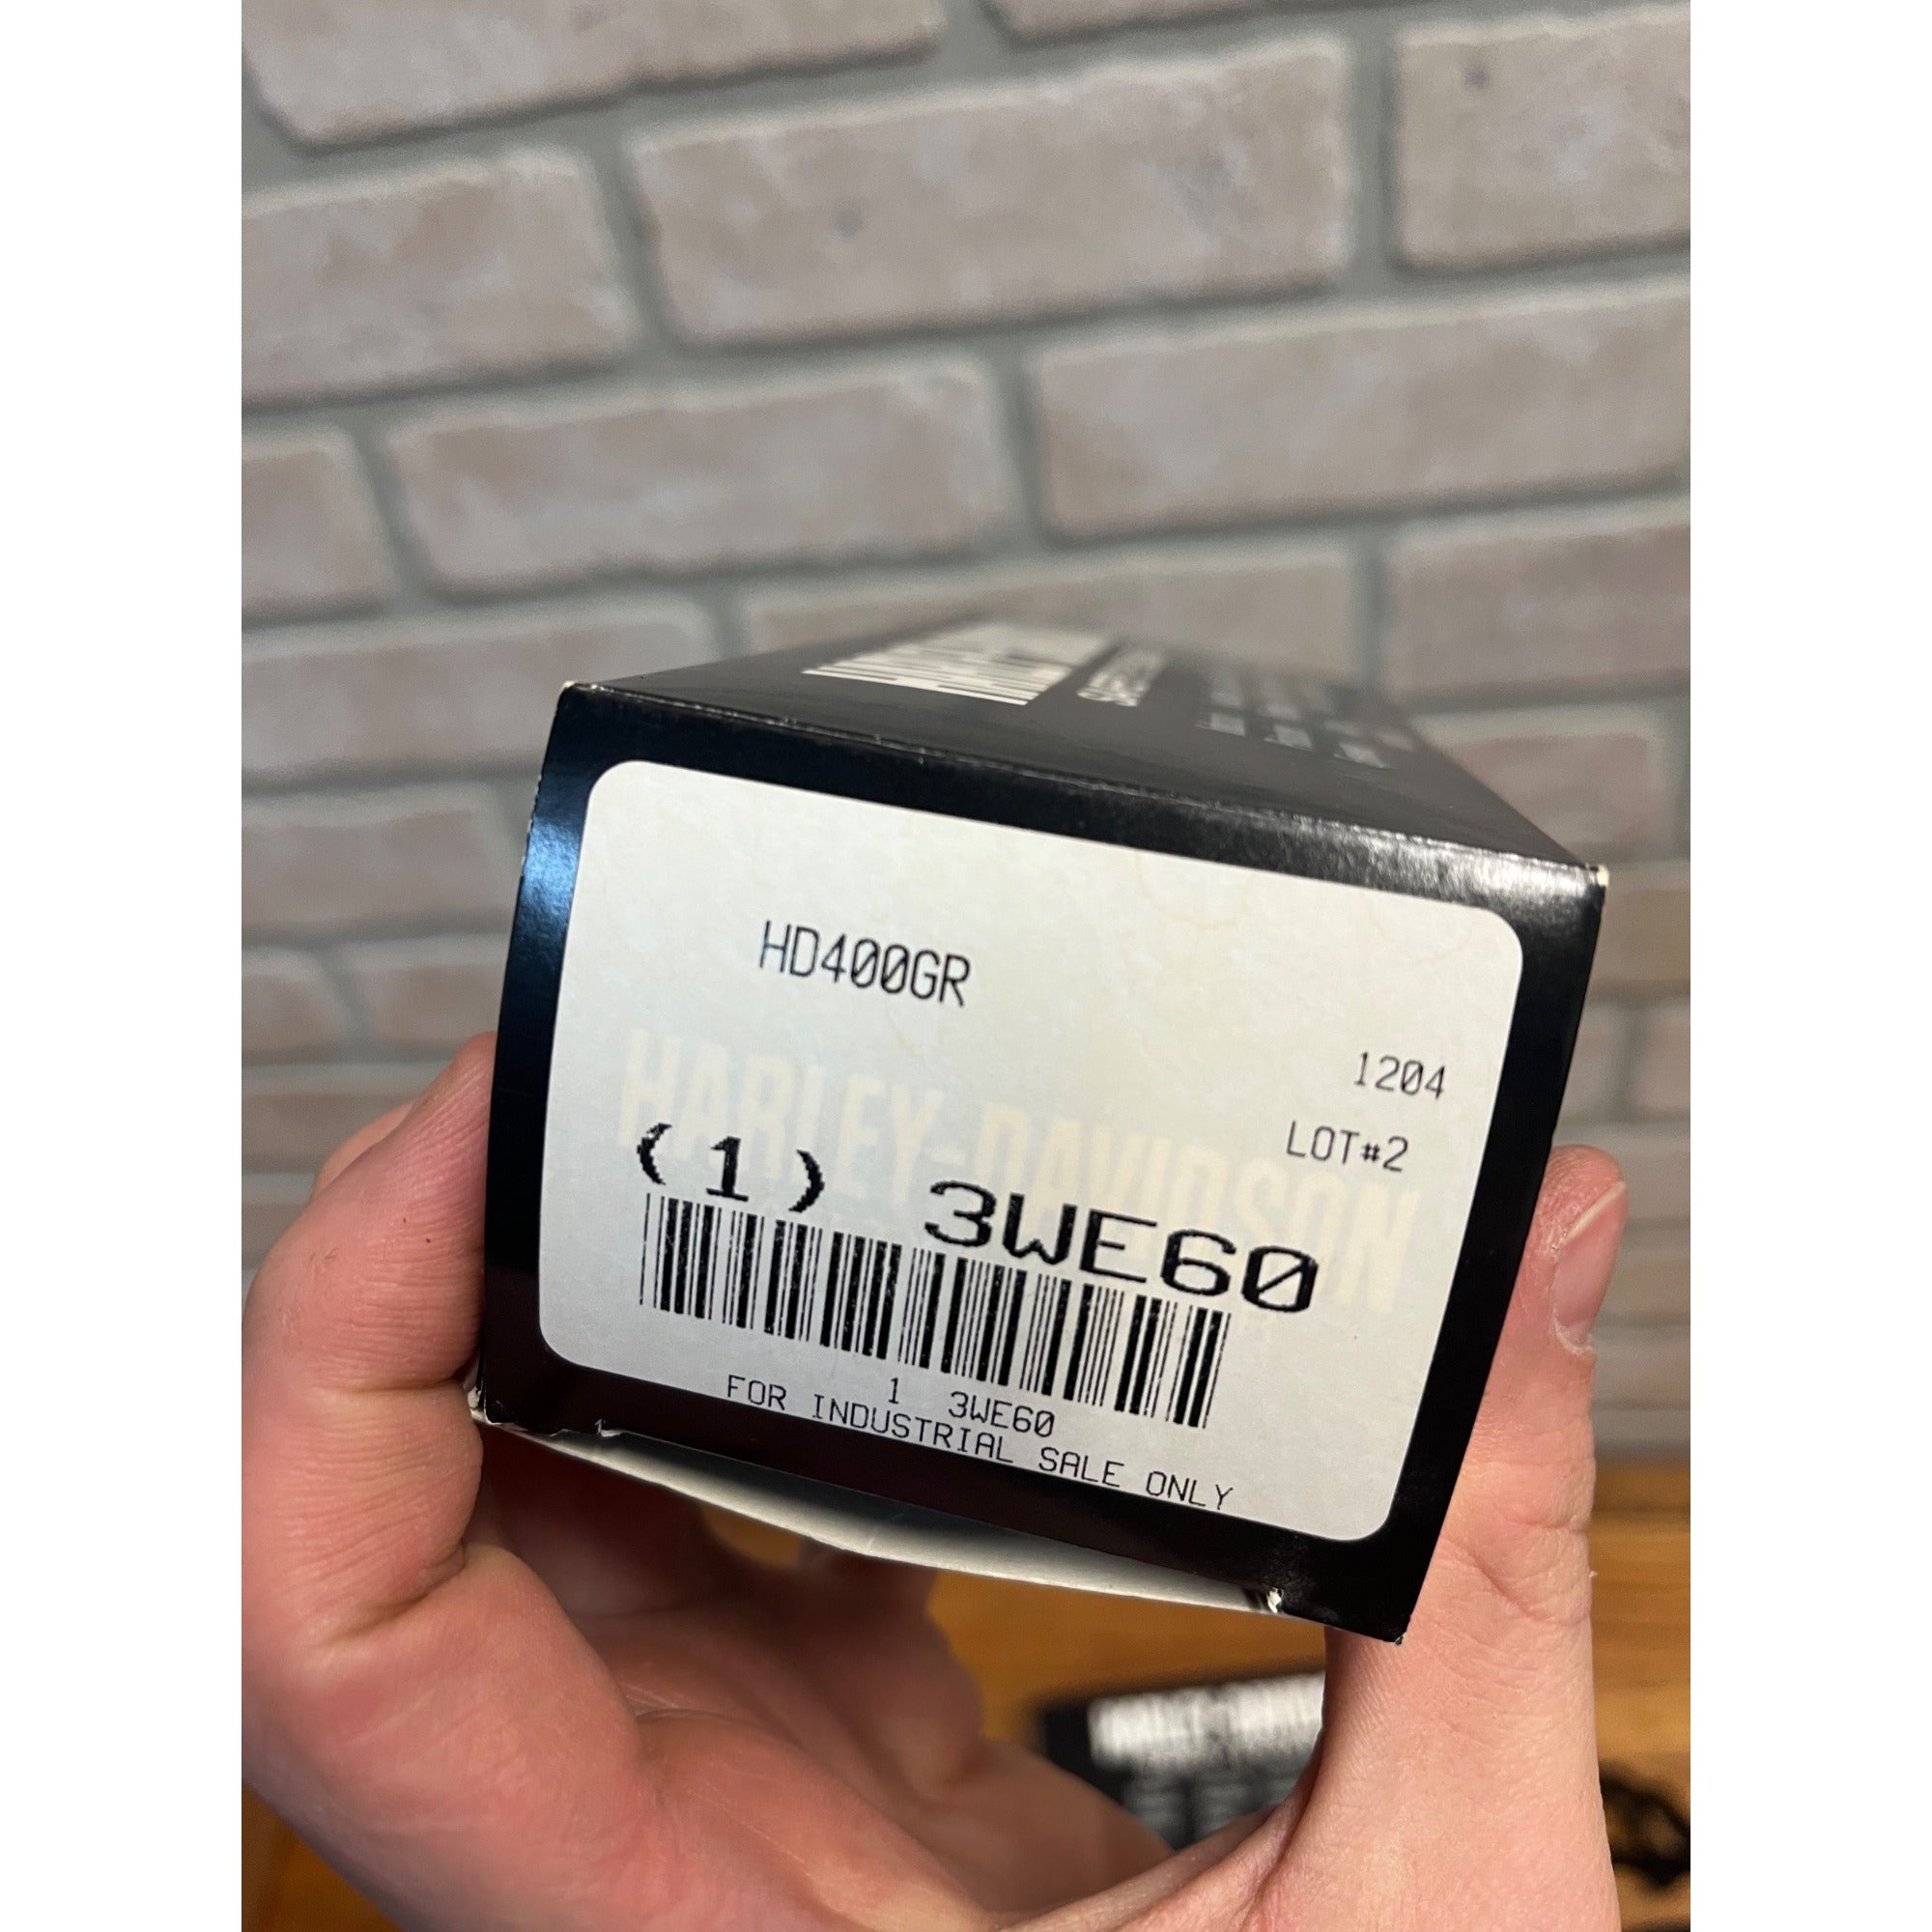 HD400GR
1204
LOT#2
HARLEY-DAVIDSON
(1) 3WE60
1 3WE60
FOR INDUSTRIAL SALE ONLY